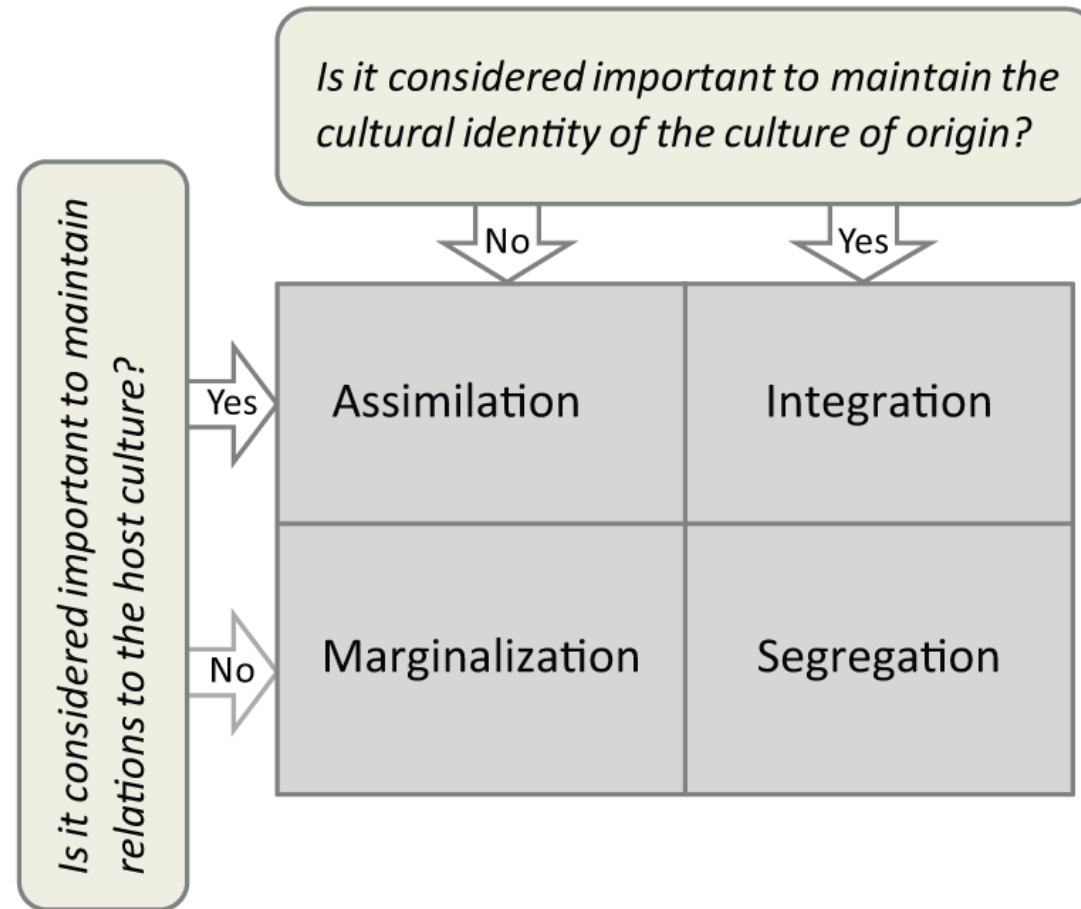 Is it considered important to maintain the
cultural identity of the culture of origin?
Is it considered important to maintain
relations to the host culture?
No
Yes
Yes
Assimilation
Integration
No
Marginalization
Segregation